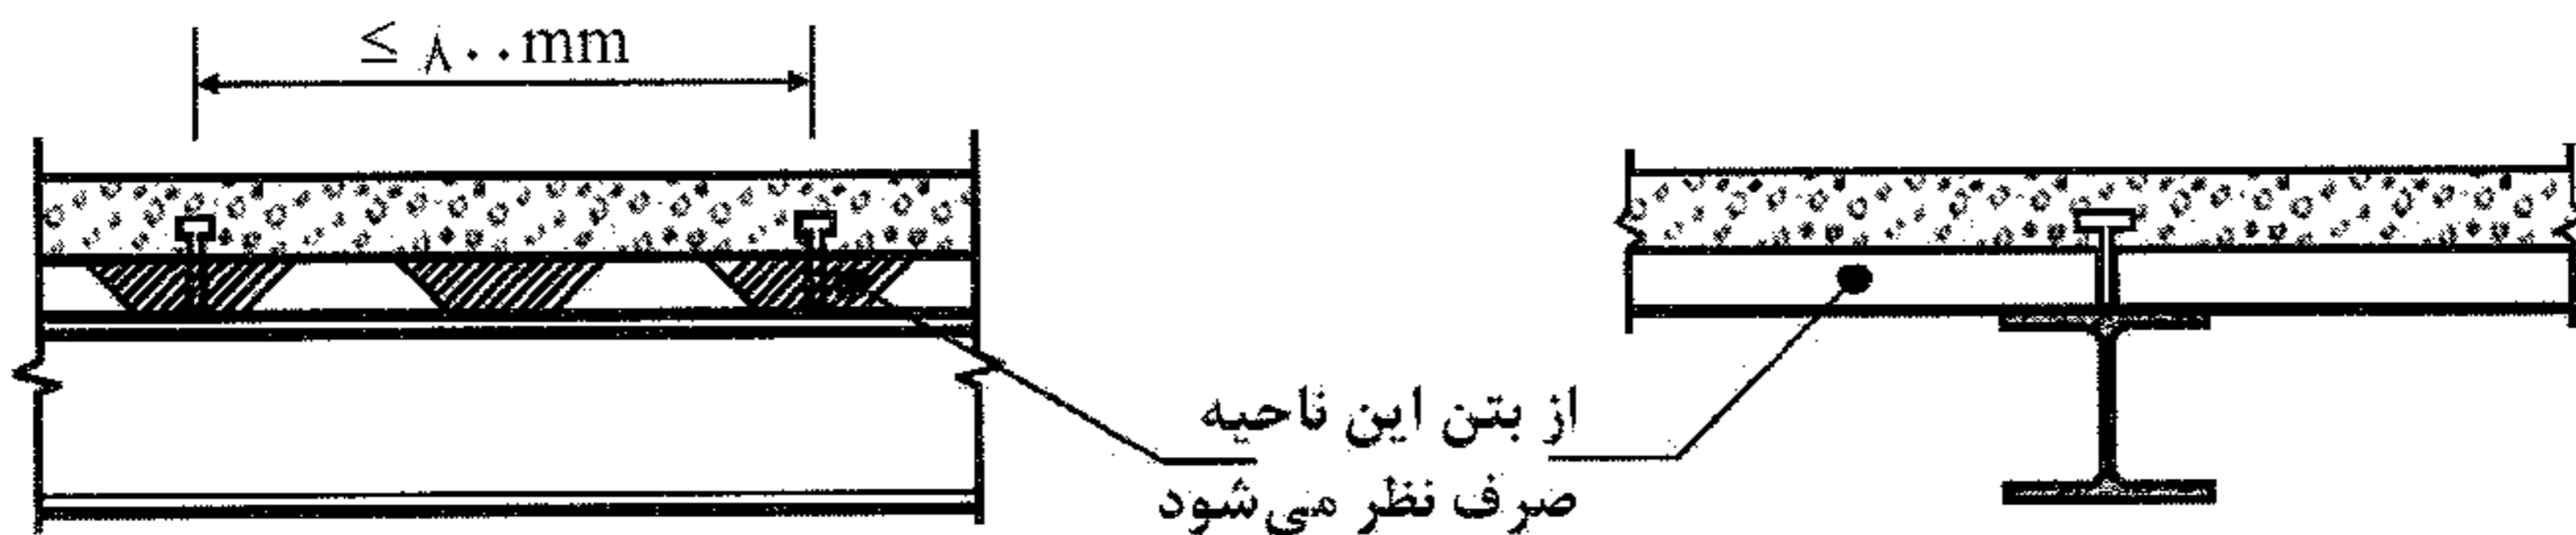 ≤ ۸۰۰mm
از بتن این ناحیه
صرف نظر می‌شود